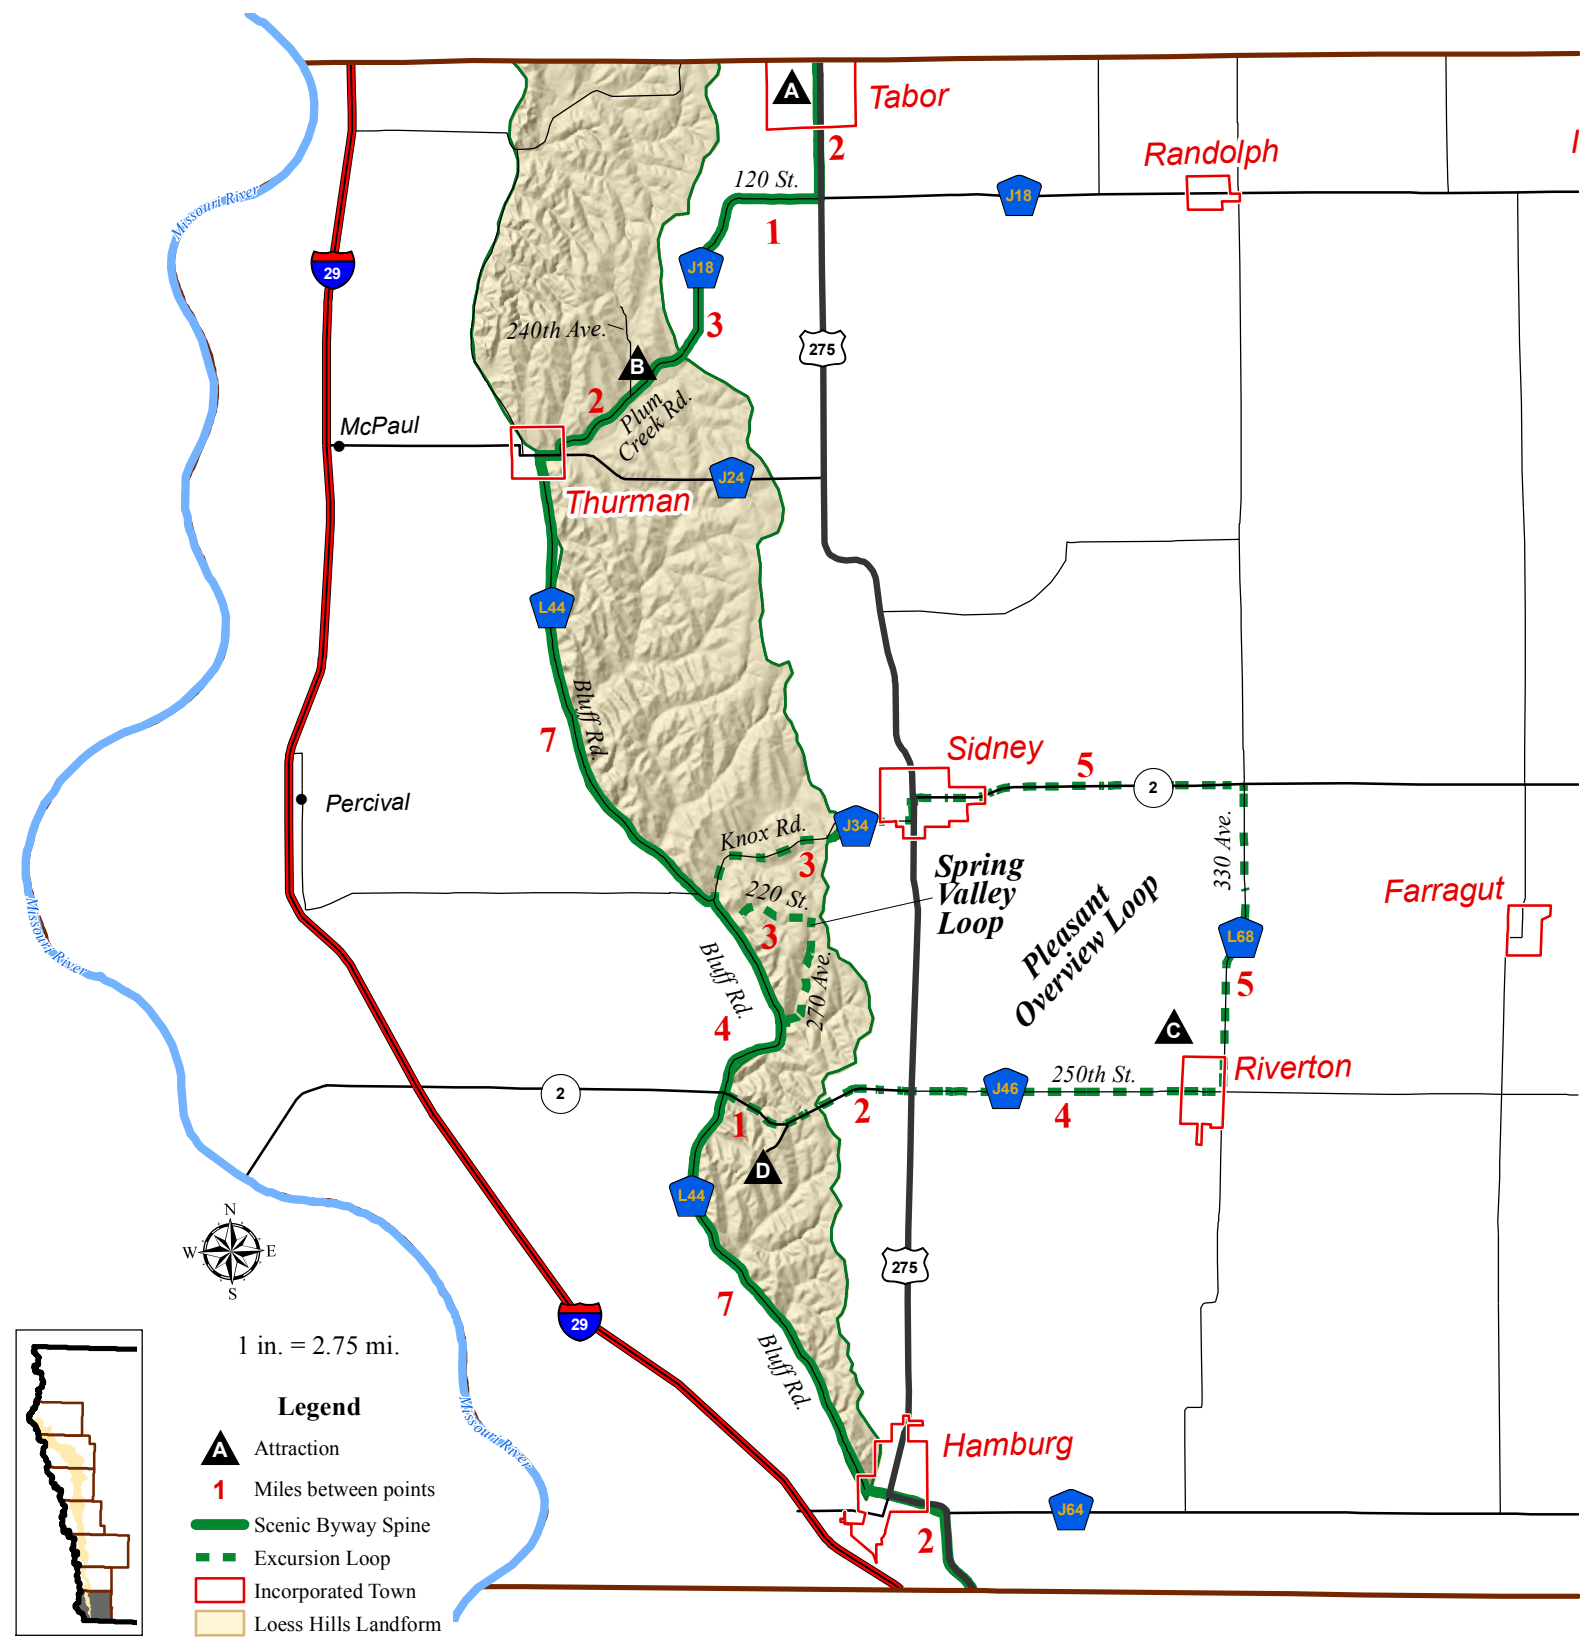 A
Tabor
2
Randolph
120 St.
J18
Missouri River
1
J18
29
3
240th Ave.
275
B
2
Plum
Creek Rd.
McPaul
J24
Thurman
L44
Bluff Rd.
7
Sidney
5
2
Percival
Knox Rd.
J34
3
330 Ave.
Spring
Valley
Loop
220 St.
3
Pleasant
Overview Loop
Farragut
Missouri River
Bluff Rd.
270 Ave.
L68
5
4
C
Riverton
2
250th St.
J46
1
2
4
D
L44
N
W
E
S
275
7
29
1 in. = 2.75 mi.
Bluff Rd.
Missouri River
Legend
A
Attraction
1
Miles between points
Scenic Byway Spine
Excursion Loop
Incorporated Town
Loess Hills Landform
Hamburg
J64
2